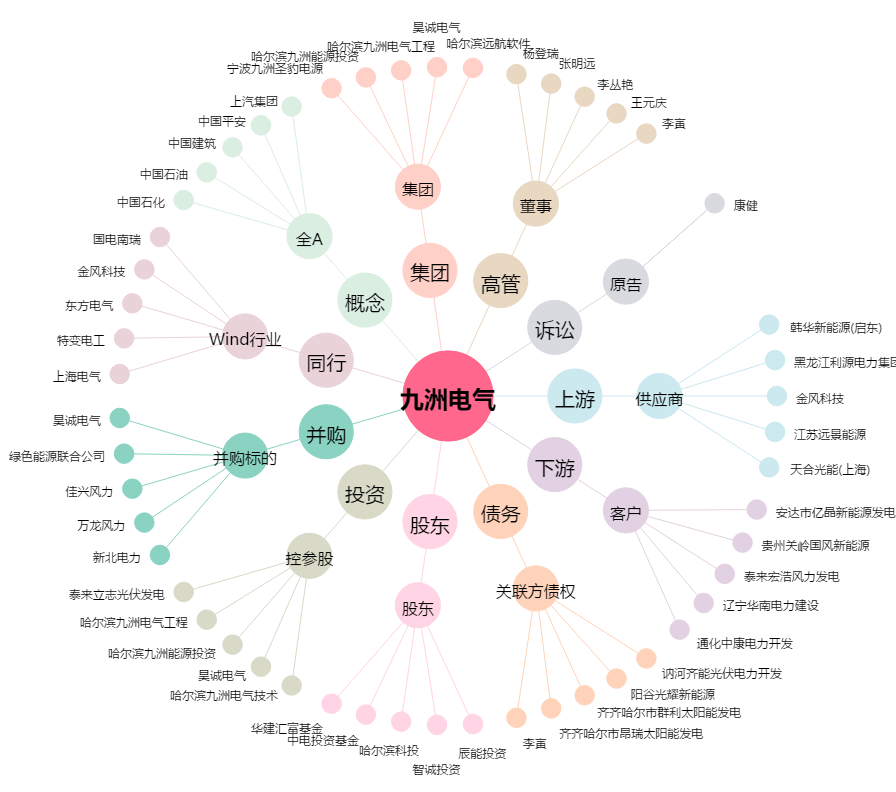 昊诚电气
哈尔滨九洲电气工程
哈尔滨远航软件
哈尔滨九洲能源投资
宁波九洲圣豹电源
杨登瑞
张明远
李丛艳
王元庆
李寅
上汽集团
中国平安
中国建筑
中国石油
中国石化
集团
董事
康健
全A
国电南瑞
金风科技
东方电气
特变电工
上海电气
集团
高管
原告
概念
诉讼
Wind行业
同行
韩华新能源(启东)
黑龙江利源电力集团
金风科技
江苏远景能源
天合光能(上海)
九洲电气
上游
供应商
昊诚电气
绿色能源联合公司
佳兴风力
万龙风力
新北电力
并购
并购标的
下游
客户
安达市亿晶新能源发电
贵州关岭国风新能源
泰来宏浩风力发电
辽宁华南电力建设
通化中康电力开发
投资
股东
债务
控参股
泰来立志光伏发电
哈尔滨九洲电气工程
哈尔滨九洲能源投资
昊诚电气
哈尔滨九洲电气技术
股东
关联方债权
华建汇富基金
中电投资基金
哈尔滨科投
智诚投资
辰能投资
讷河齐能光伏电力开发
阳谷光耀新能源
齐齐哈尔市群利太阳能发电
齐齐哈尔市昂瑞太阳能发电
李寅